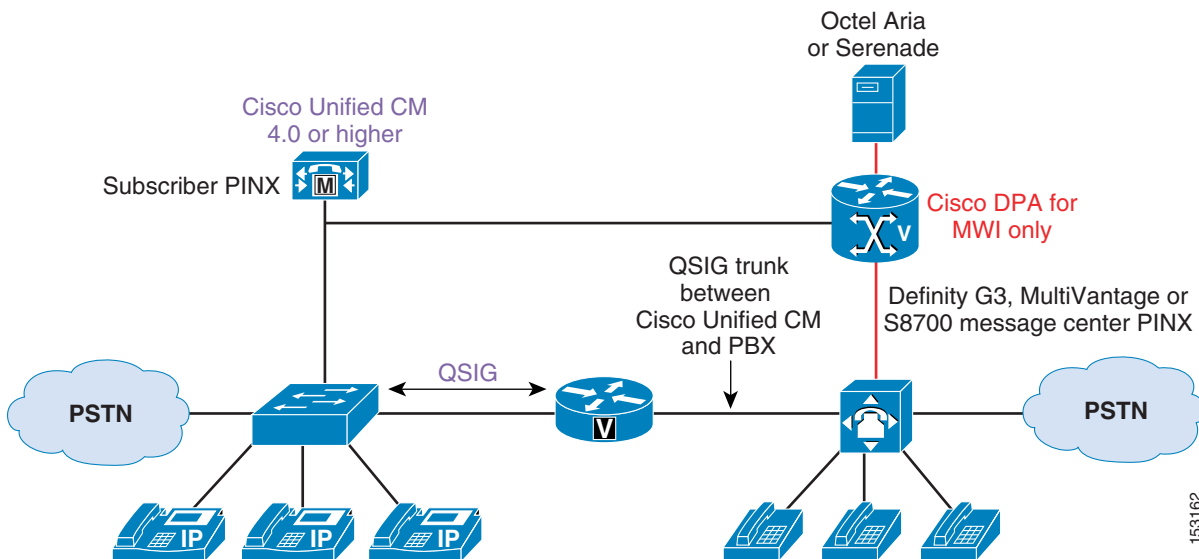 Octel Aria
or Serenade
Cisco Unified CM
4.0 or higher
Subscriber PINX
M
Cisco DPA for
MWI only
V
QSIG trunk
between
Cisco Unified CM
and PBX
Definity G3, MultiVantage or
S8700 message center PINX
PSTN
QSIG
V
PSTN
IP
IP
IP
153162